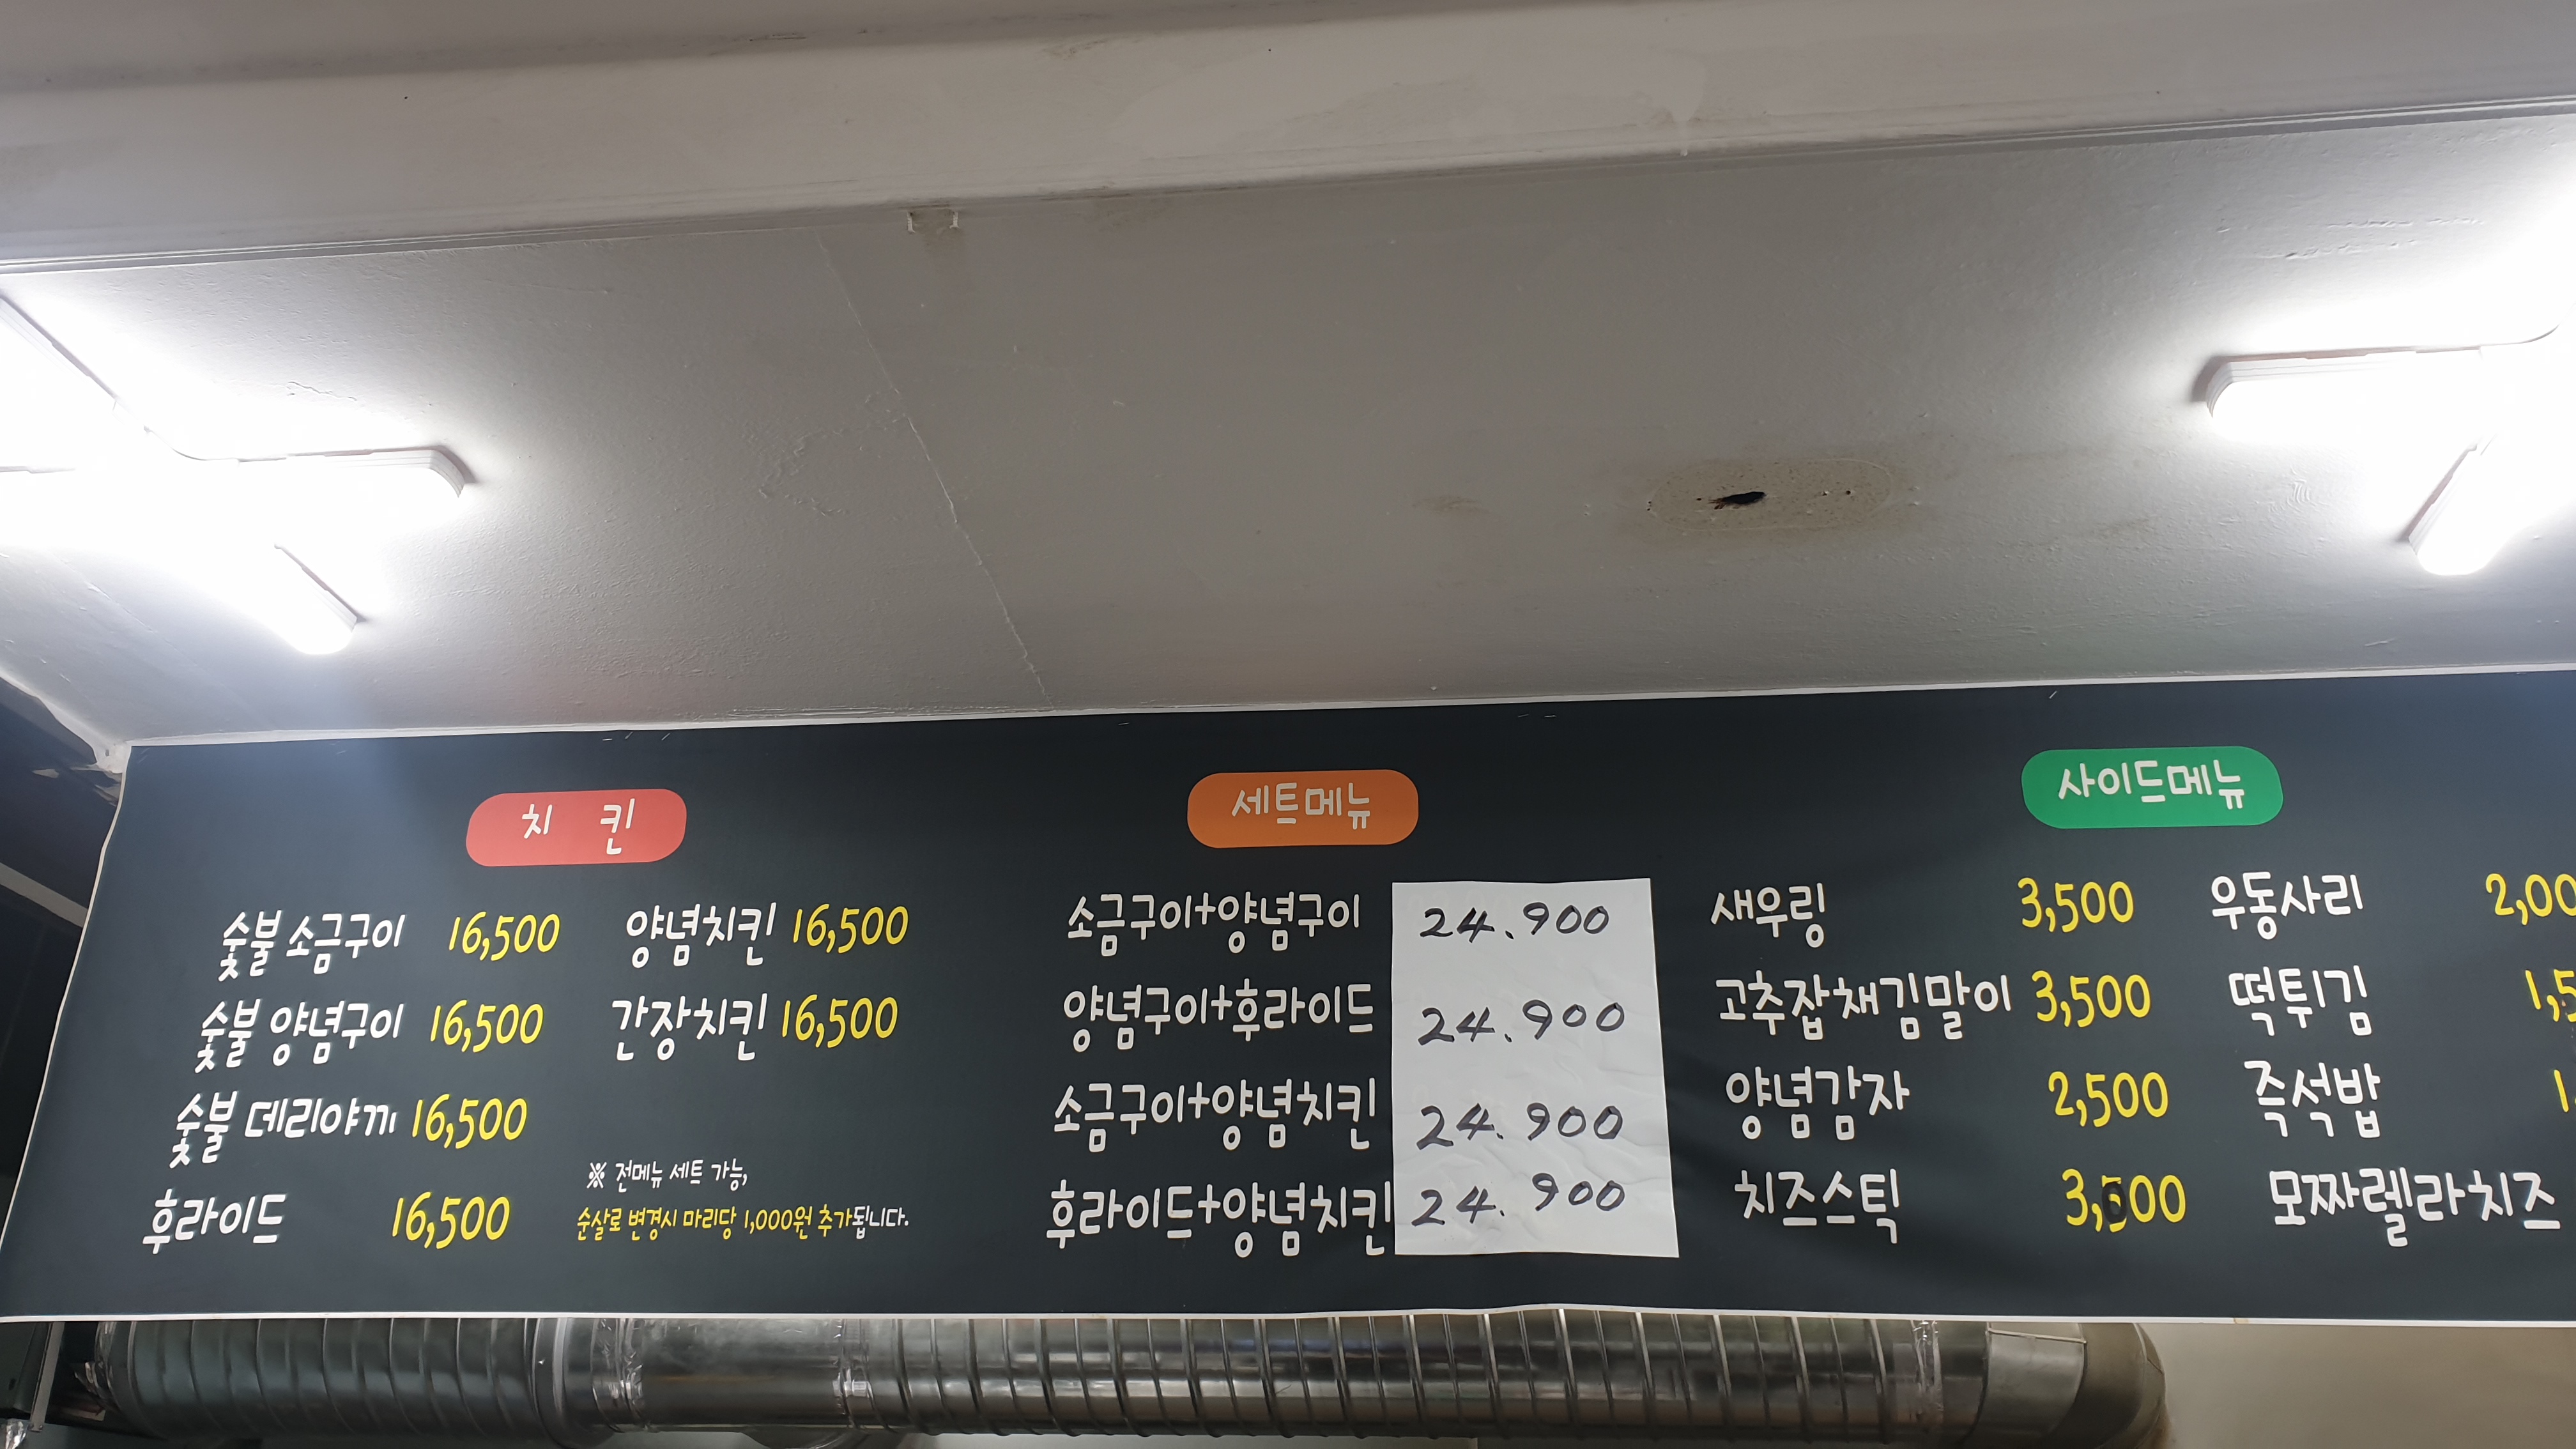 치 킨
숯불 소금구이 16,500
숯불 양념구이 16,500
숯불 데리야끼 16,500
후라이드 16,500
양념치킨 16,500
간장치킨 16,500
※ 전메뉴 세트 가능,
순살로 변경시 마리당 1,000원 추가됩니다.
세트메뉴
소금구이+양념구이 24.900
양념구이+후라이드 24.900
소금구이+양념치킨 24.900
후라이드+양념치킨 24.900
사이드메뉴
새우링 3,500
고추잡채김말이 3,500
양념감자 2,500
치즈스틱
우동사리
떡튀김
즉석밥
모짜렐라치즈